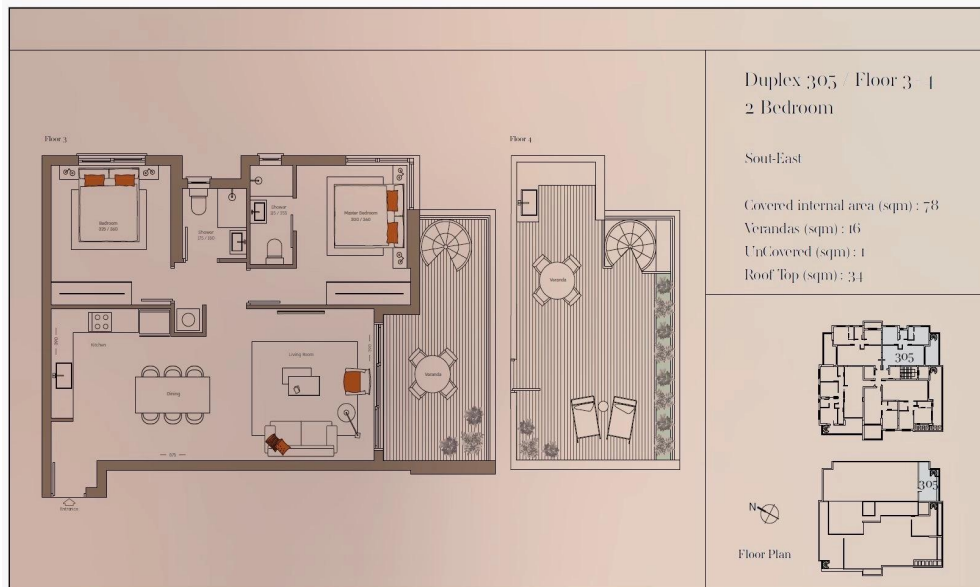 Duplex 305 / Floor 3-4
2 Bedroom
Sout-East
Covered internal area (sqm) : 78
Verandas (sqm) : 16
UnCovered (sqm) : 1
Roof Top (sqm) : 34
Floor 3
Floor 4
Bedroom
Shower
Shower
Master Bedroom
Kitchen
Living Room
Dining
Veranda
Veranda
Entrance
305
305
N
Floor Plan